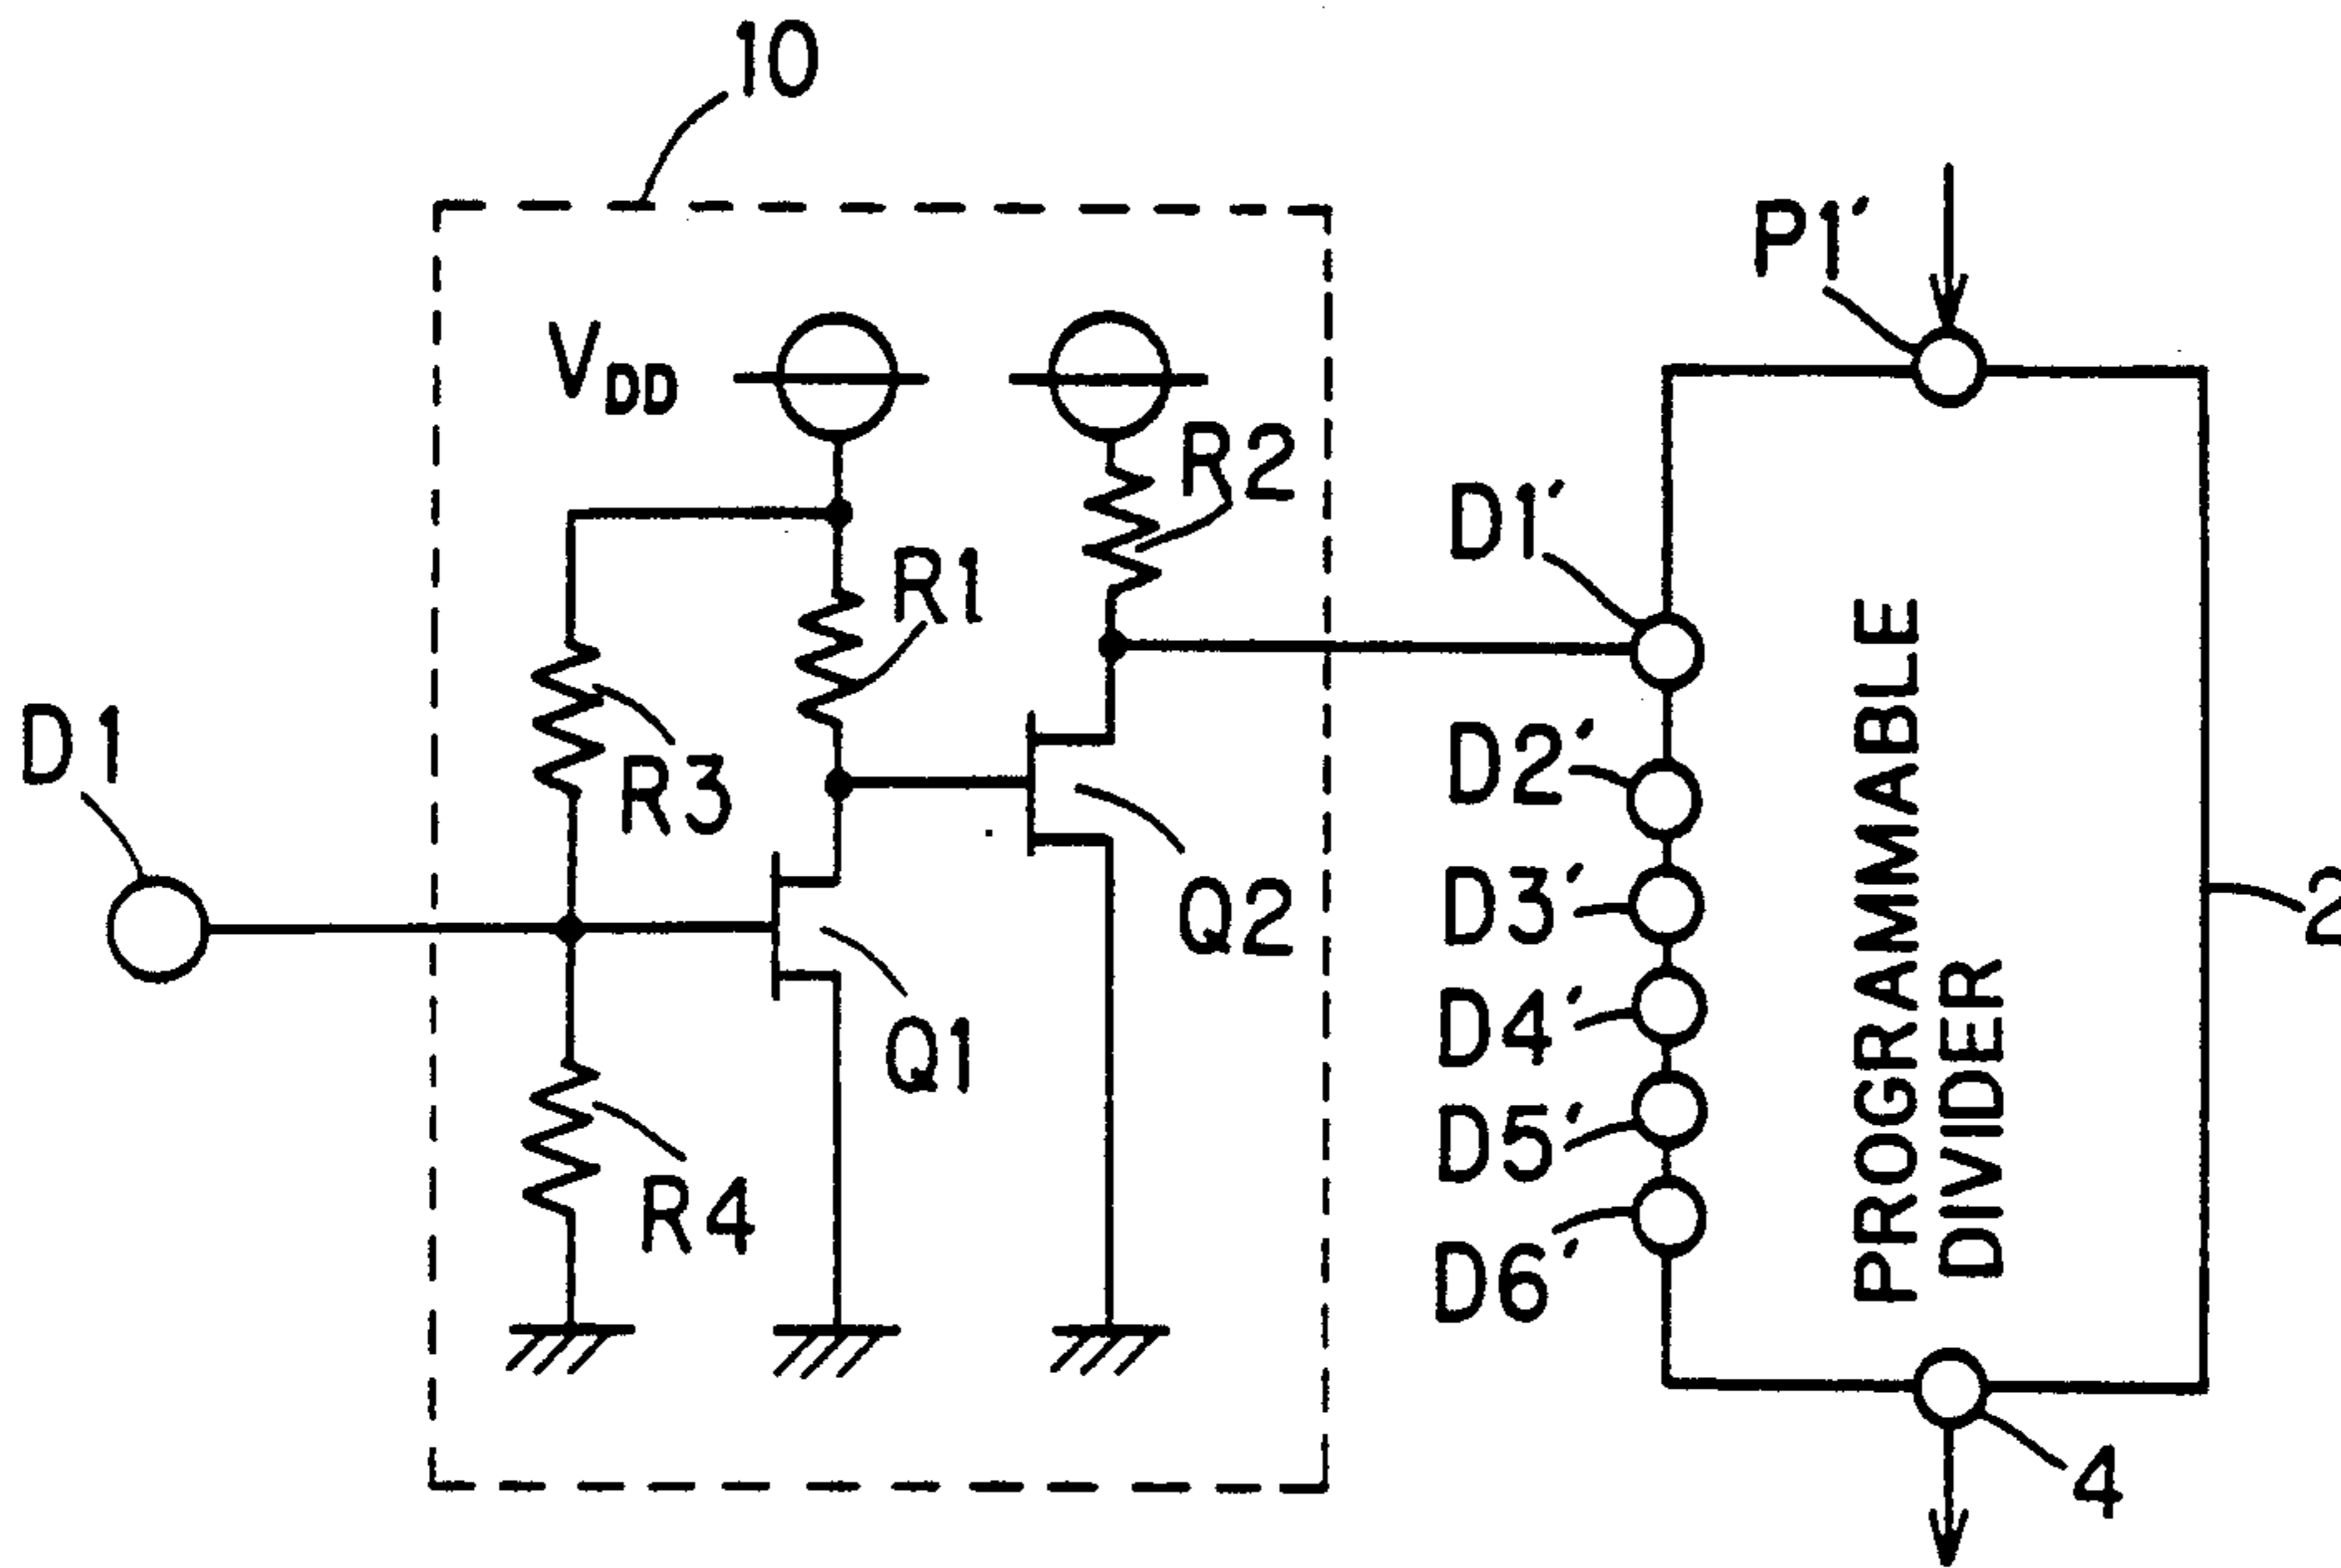 10
P1′
V_DD
R2
D1′
R1
D1
R3
D2′
Q2
D3′
2
D4′
Q1
D5′
R4
D6′
PROGRAMMABLE
DIVIDER
4